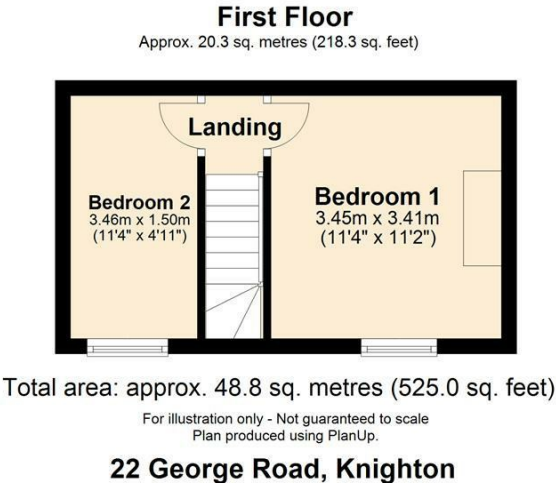 First Floor
Approx. 20.3 sq. metres (218.3 sq. feet)
Landing
Bedroom 2
3.46m x 1.50m
(11'4" x 4'11")
Bedroom 1
3.45m x 3.41m
(11'4" x 11'2")
Total area: approx. 48.8 sq. metres (525.0 sq. feet)
For illustration only - Not guaranteed to scale
Plan produced using PlanUp.
22 George Road, Knighton